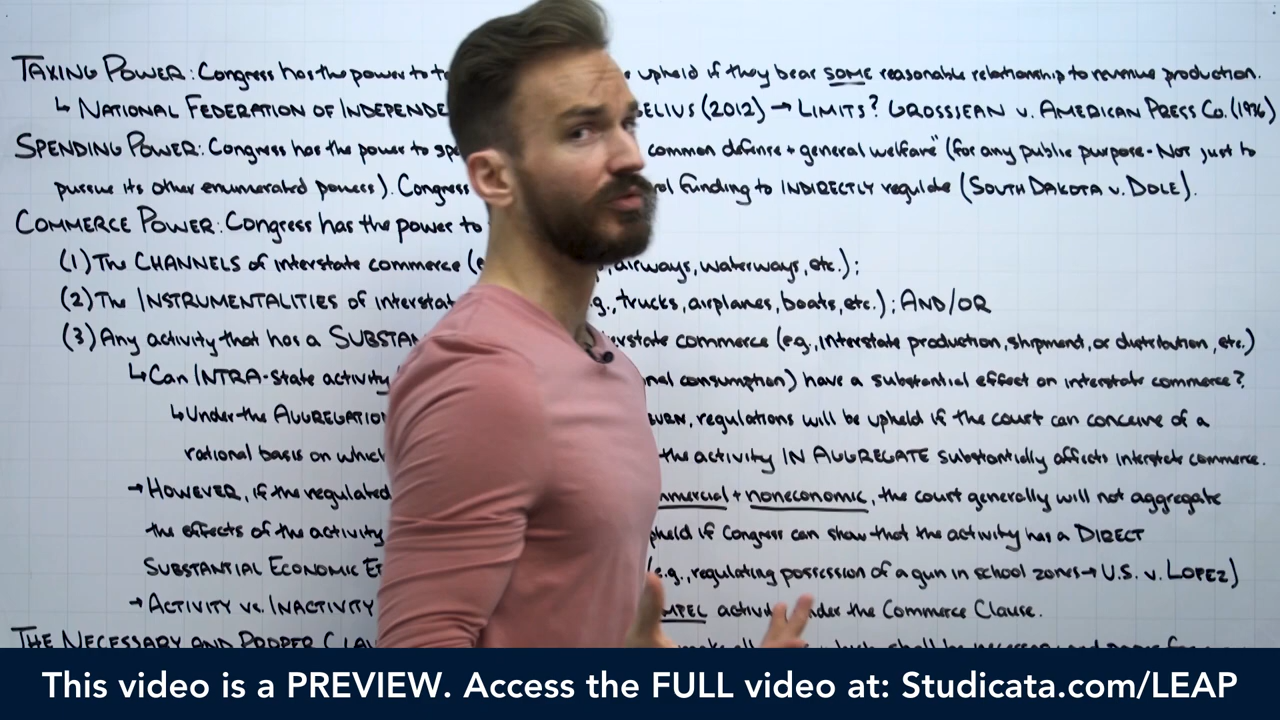 TAXING POWER: Congress has the power to t upheld if they bear SOME reasonable relationship to revenue production.
↳ NATIONAL FEDERATION OF INDEPENDE ELIUS (2012) → LIMITS? GROSSJEAN v. AMERICAN PRESS Co. (1936)
SPENDING POWER: Congress has the power to sp common defense + general welfare" (for any public purpose - Not just to
pursue its other enumerated powers). Congress funding to INDIRECTLY regulate (SOUTH DAKOTA v. DOLE).
COMMERCE POWER: Congress has the power to
(1) The CHANNELS of interstate commerce (e , airways, waterways, etc.);
(2) The INSTRUMENTALITIES of interstat g., trucks, airplanes, boats, etc.); AND/OR
(3) Any activity that has a SUBSTAN erstate commerce (e.g., interstate production, shipment, or distribution, etc.)
↳ Can INTRA-state activity nal consumption) have a substantial effect on interstate commerce?
↳ Under the AGGREGATION BURN, regulations will be upheld if the court can conceive of a
rational basis on which the activity IN AGGREGATE substantially affects interstate commerce.
→ HOWEVER, if the regulated mmercial + noneconomic, the court generally will not aggregate
the effects of the activity pheld if Congress can show that the activity has a DIRECT
SUBSTANTIAL ECONOMIC EF (e.g., regulating possession of a gun in school zones → U.S. v. LOPEZ)
→ ACTIVITY vs. INACTIVITY MPEL activity under the Commerce Clause.
THE NECESSARY AND PROPER CLAU
This video is a PREVIEW. Access the FULL video at: Studicata.com/LEAP